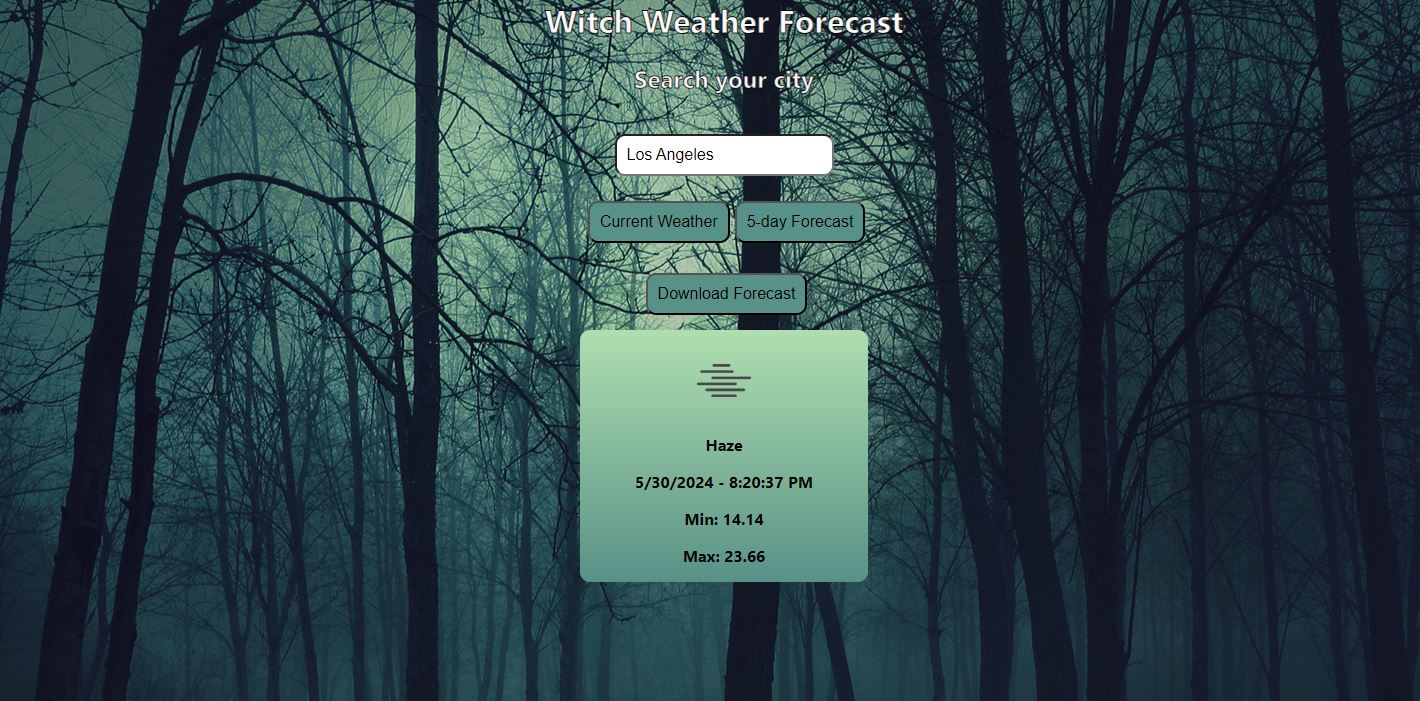 Witch Weather Forecast
Search your city
Los Angeles
Current Weather 5-day Forecast
Download Forecast
Haze
5/30/2024 - 8:20:37 PM
Min: 14.14
Max: 23.66